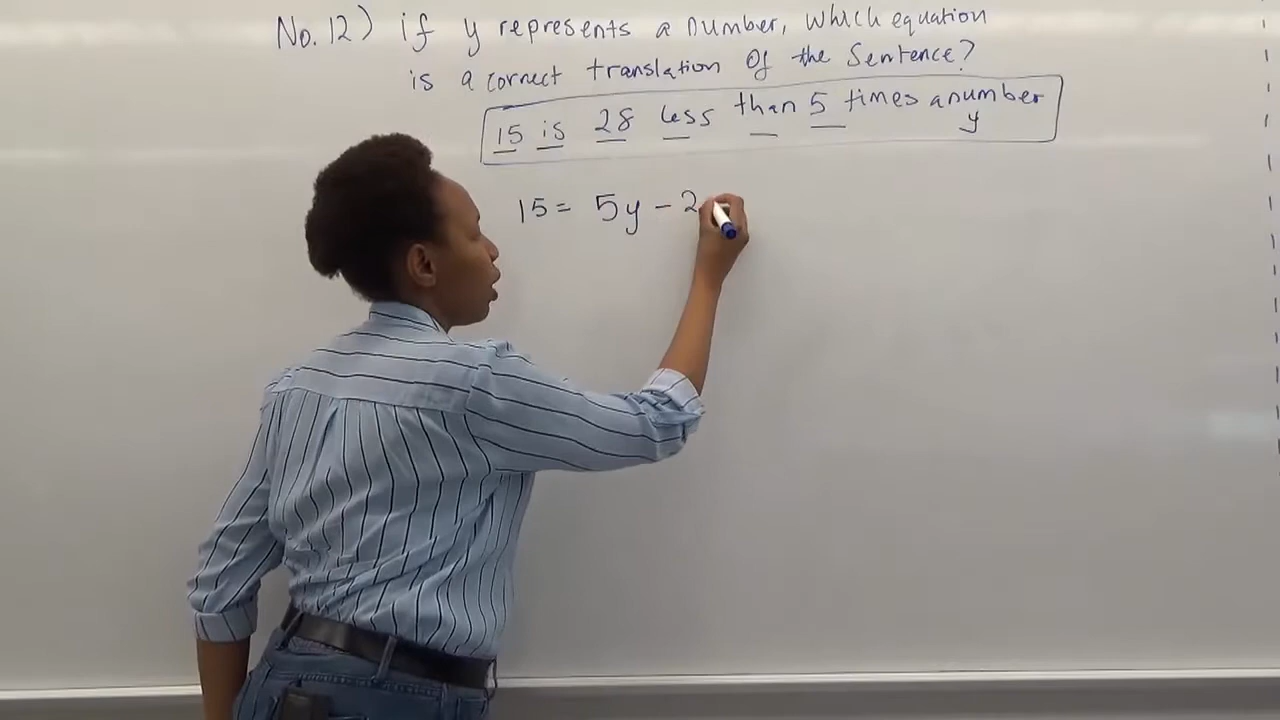 No. 12) if y represents a number, which equation
is a correct translation of the Sentence?
15 is 28 less than 5 times a number
y
15 = 5y - 2